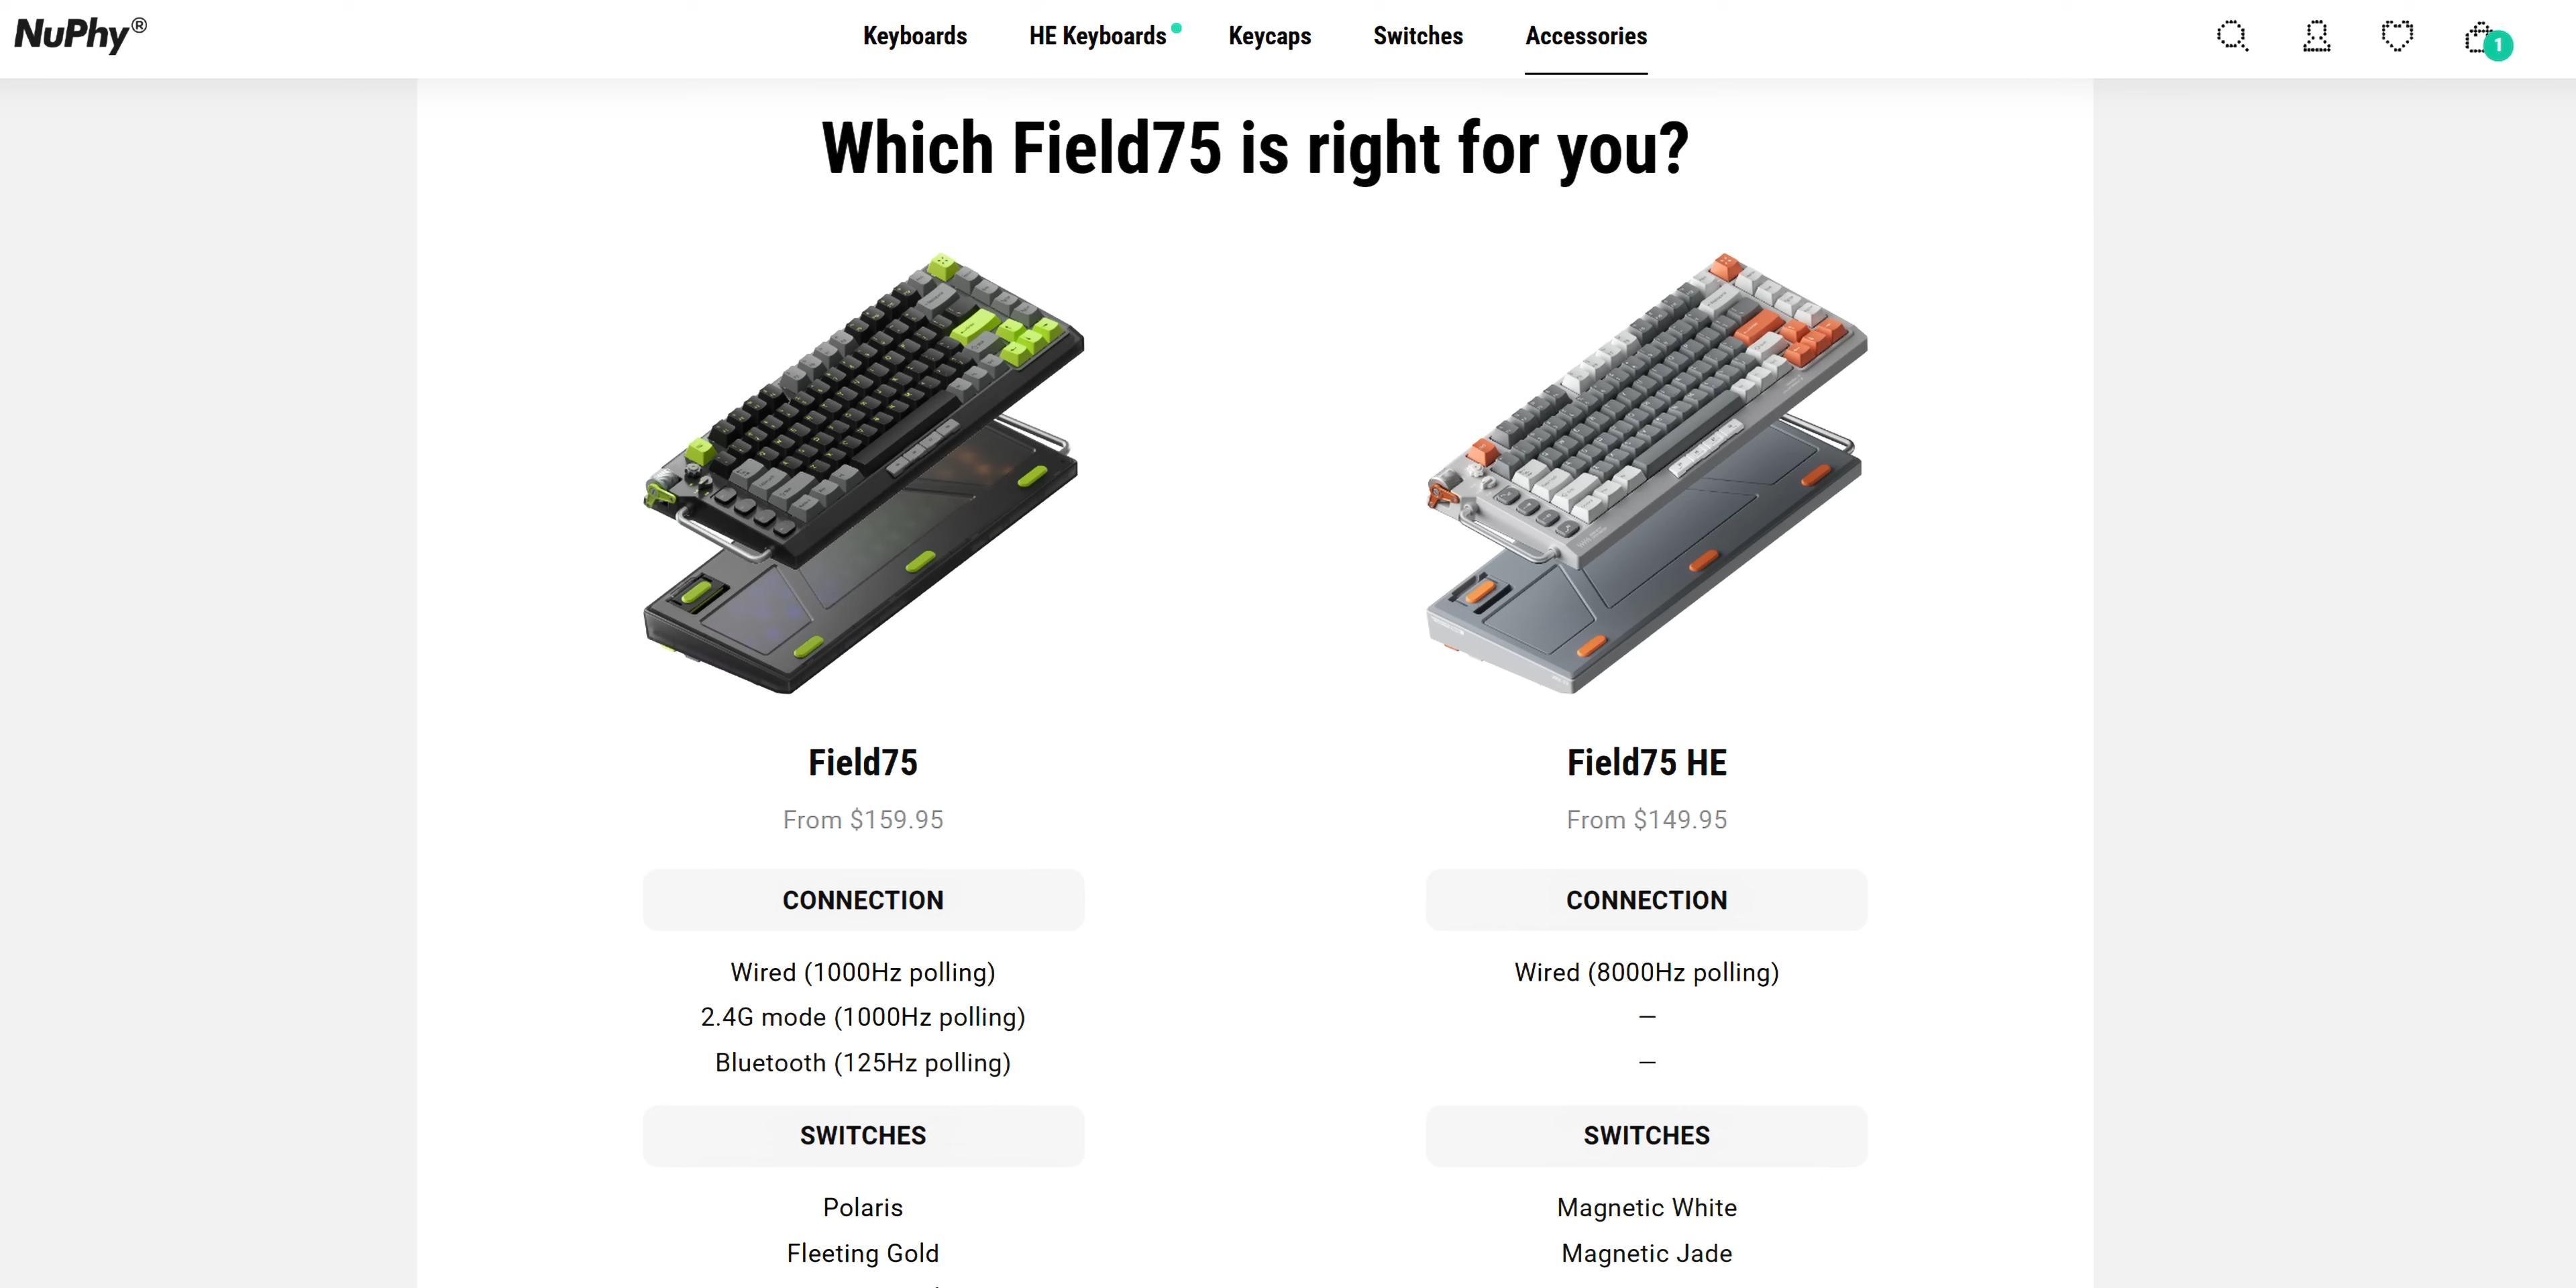 NuPhy®
Keyboards HE Keyboards Keycaps Switches Accessories
1
Which Field75 is right for you?
Field75 Field75 HE
From $159.95 From $149.95
CONNECTION CONNECTION
Wired (1000Hz polling) Wired (8000Hz polling)
2.4G mode (1000Hz polling) —
Bluetooth (125Hz polling) —
SWITCHES SWITCHES
Polaris Magnetic White
Fleeting Gold Magnetic Jade